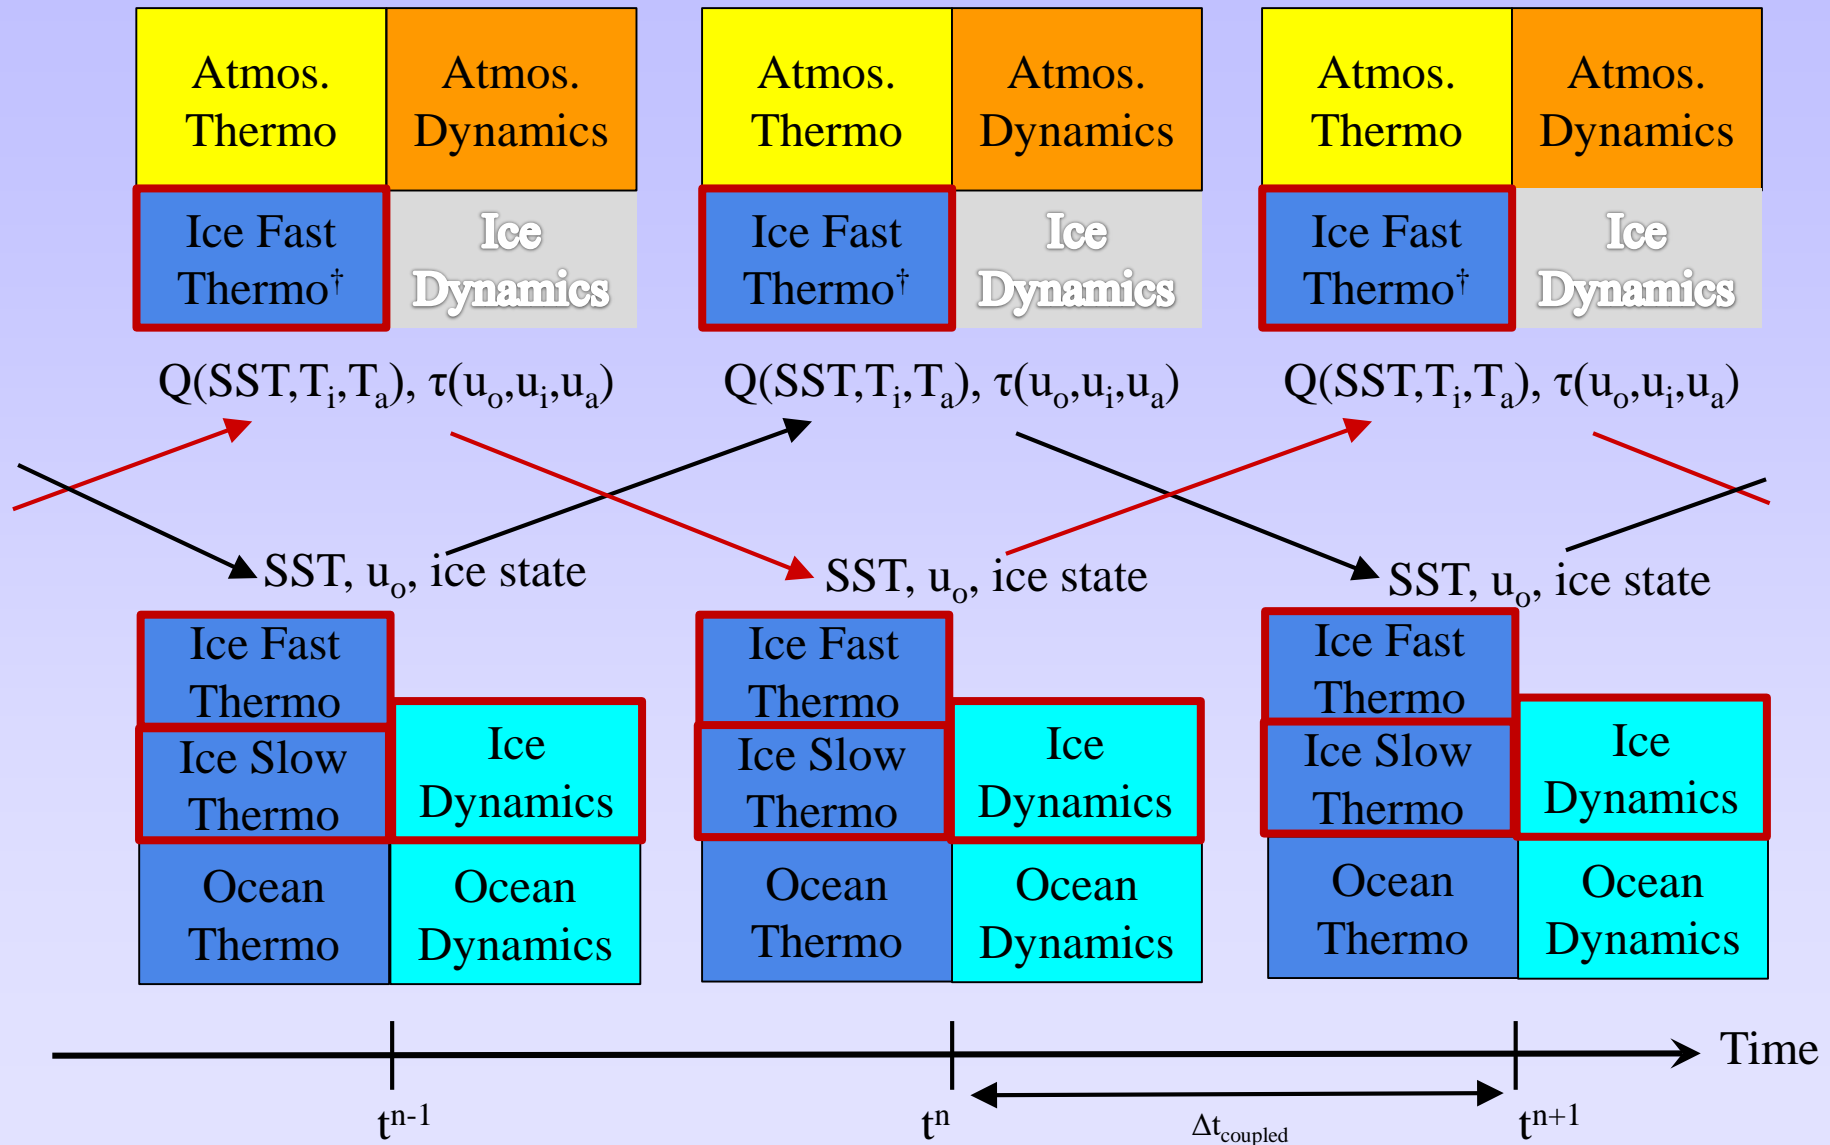 Atmos.
Thermo
Atmos.
Dynamics
Atmos.
Thermo
Atmos.
Dynamics
Atmos.
Thermo
Atmos.
Dynamics
Ice Fast
Thermo†
Ice
Dynamics
Ice Fast
Thermo†
Ice
Dynamics
Ice Fast
Thermo†
Ice
Dynamics
Q(SST,Tᵢ,Tₐ), τ(uₒ,uᵢ,uₐ)
Q(SST,Tᵢ,Tₐ), τ(uₒ,uᵢ,uₐ)
Q(SST,Tᵢ,Tₐ), τ(uₒ,uᵢ,uₐ)
SST, uₒ, ice state
SST, uₒ, ice state
SST, uₒ, ice state
Ice Fast
Thermo
Ice Slow
Thermo
Ice
Dynamics
Ocean
Thermo
Ocean
Dynamics
Ice Fast
Thermo
Ice Slow
Thermo
Ice
Dynamics
Ocean
Thermo
Ocean
Dynamics
Ice Fast
Thermo
Ice Slow
Thermo
Ice
Dynamics
Ocean
Thermo
Ocean
Dynamics
Time
tⁿ⁻¹
tⁿ
Δt_coupled
tⁿ⁺¹